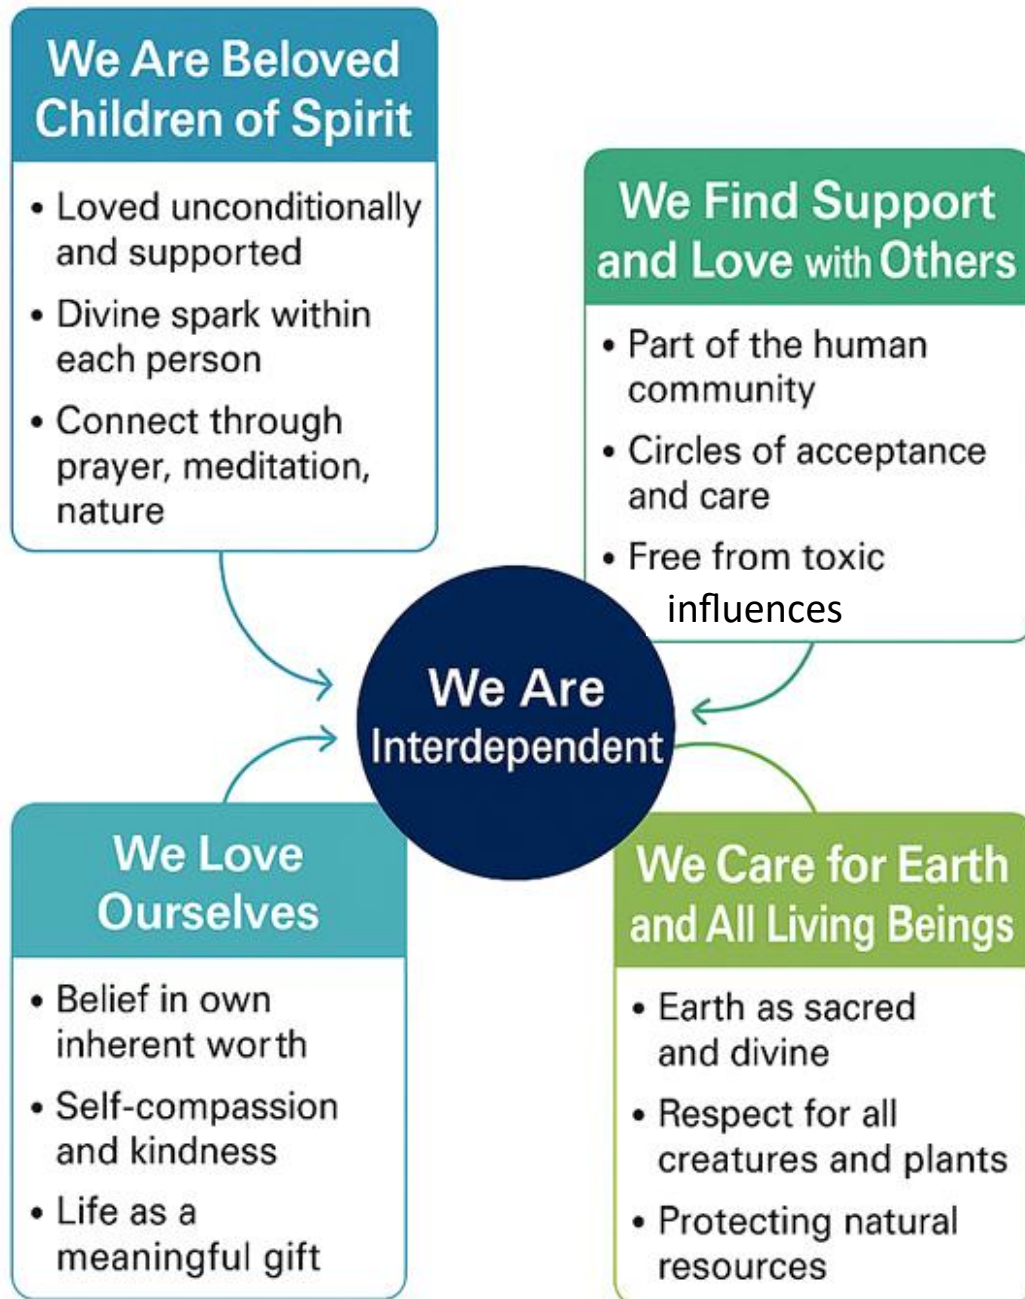 We Are Beloved
Children of Spirit
• Loved unconditionally
and supported
• Divine spark within
each person
• Connect through
prayer, meditation,
nature
We Find Support
and Love with Others
• Part of the human
community
• Circles of acceptance
and care
• Free from toxic
influences
We Are
Interdependent
We Love
Ourselves
• Belief in own
inherent worth
• Self-compassion
and kindness
• Life as a
meaningful gift
We Care for Earth
and All Living Beings
• Earth as sacred
and divine
• Respect for all
creatures and plants
• Protecting natural
resources